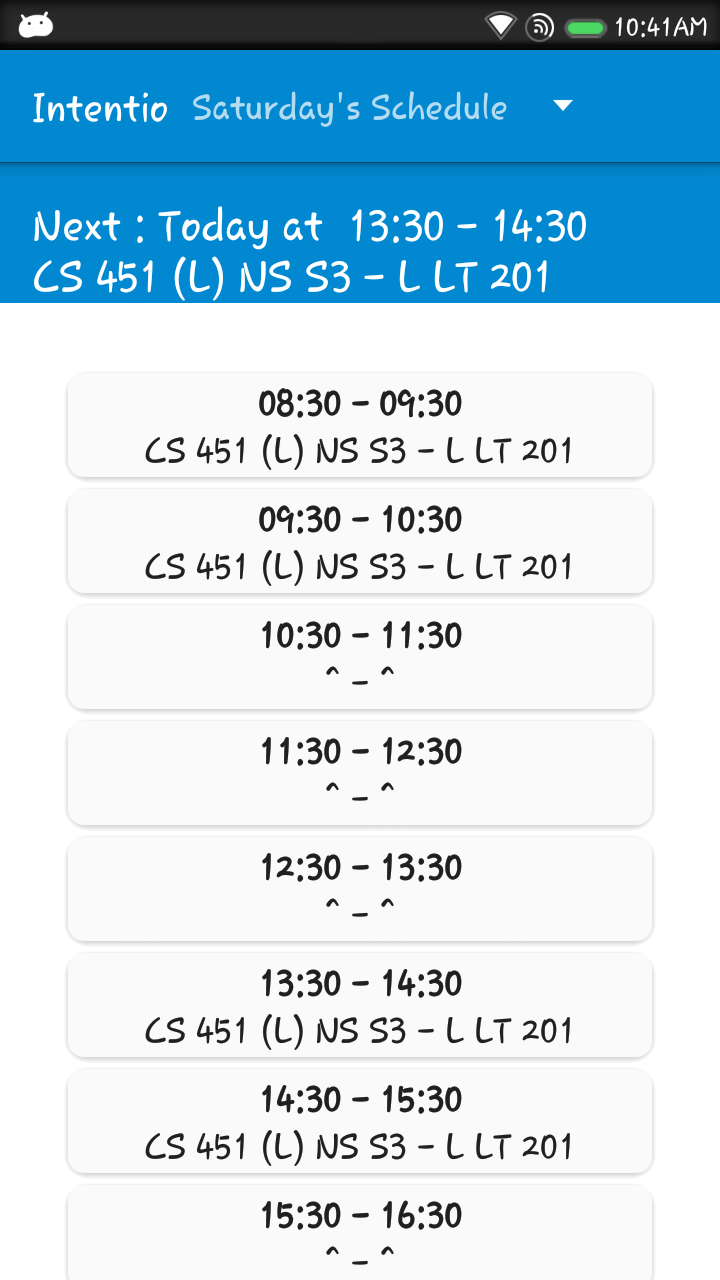 10:41AM
Intentio Saturday's Schedule
Next : Today at 13:30 - 14:30
CS 451 (L) NS S3 - L LT 201
08:30 - 09:30
CS 451 (L) NS S3 - L LT 201
09:30 - 10:30
CS 451 (L) NS S3 - L LT 201
10:30 - 11:30
^ - ^
11:30 - 12:30
^ - ^
12:30 - 13:30
^ - ^
13:30 - 14:30
CS 451 (L) NS S3 - L LT 201
14:30 - 15:30
CS 451 (L) NS S3 - L LT 201
15:30 - 16:30
^ - ^